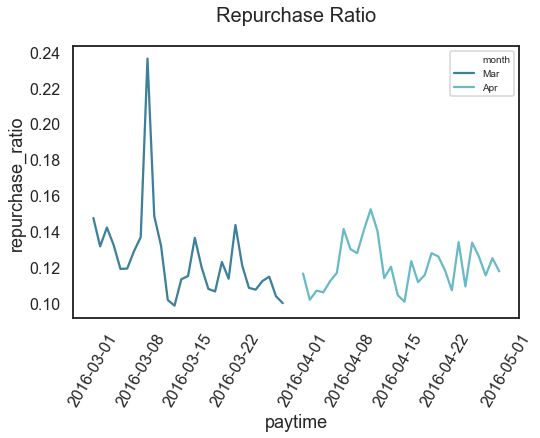 Repurchase Ratio
repurchase_ratio
0.24
0.22
0.20
0.18
0.16
0.14
0.12
0.10
month
Mar
Apr
2016-03-01
2016-03-08
2016-03-15
2016-03-22
2016-04-01
2016-04-08
2016-04-15
2016-04-22
2016-05-01
paytime